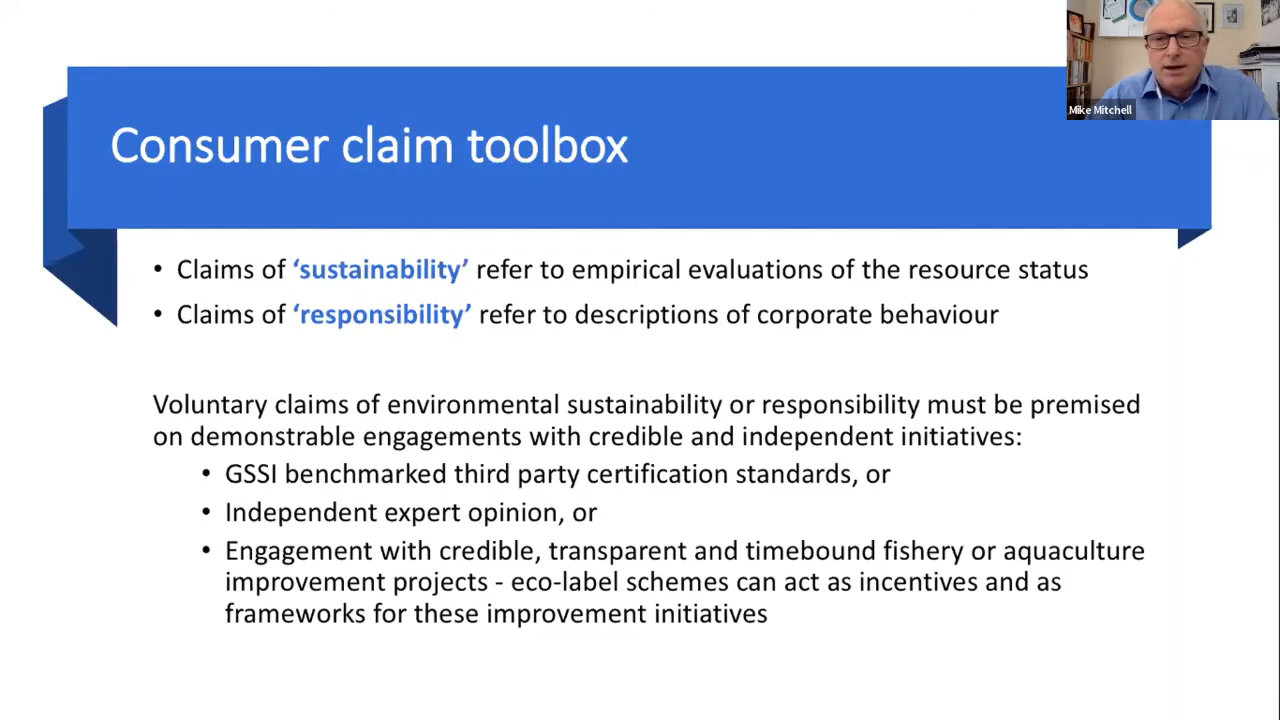 Mike Mitchell
Consumer claim toolbox
• Claims of ‘sustainability’ refer to empirical evaluations of the resource status
• Claims of ‘responsibility’ refer to descriptions of corporate behaviour
Voluntary claims of environmental sustainability or responsibility must be premised
on demonstrable engagements with credible and independent initiatives:
• GSSI benchmarked third party certification standards, or
• Independent expert opinion, or
• Engagement with credible, transparent and timebound fishery or aquaculture
improvement projects - eco-label schemes can act as incentives and as
frameworks for these improvement initiatives